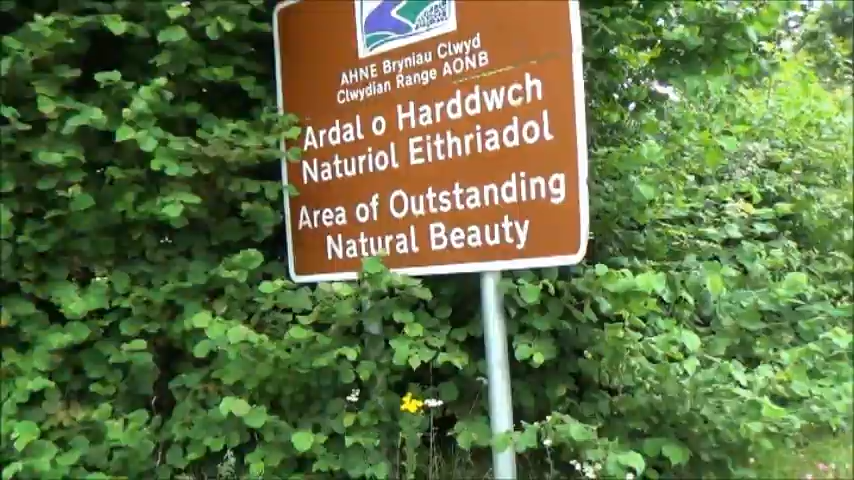 AHNE Bryniau Clwyd
Clwydian Range AONB
Ardal o Harddwch
Naturiol Eithriadol
Area of Outstanding
Natural Beauty